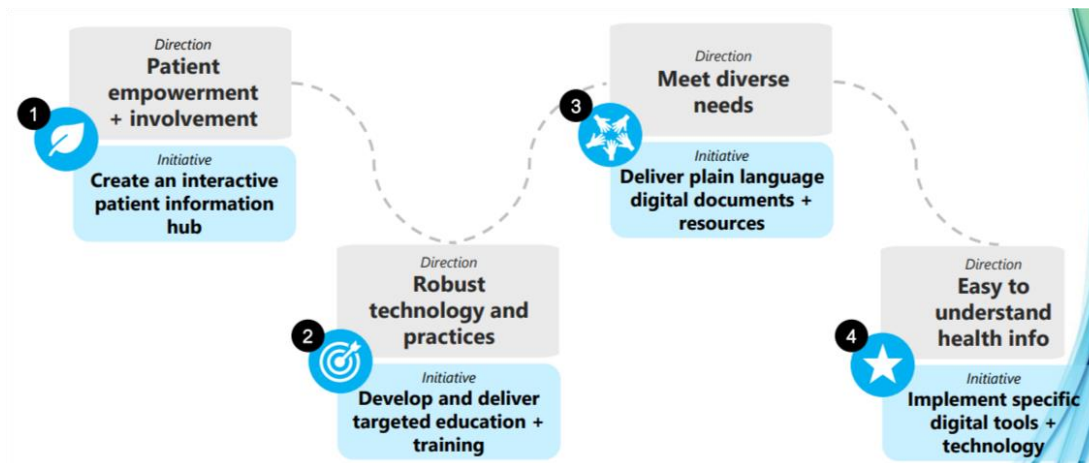 1
Direction
Patient
empowerment
+ involvement
Initiative
Create an interactive
patient information
hub
2
Direction
Robust
technology and
practices
Initiative
Develop and deliver
targeted education +
training
3
Direction
Meet diverse
needs
Initiative
Deliver plain language
digital documents +
resources
4
Direction
Easy to
understand
health info
Initiative
Implement specific
digital tools +
technology